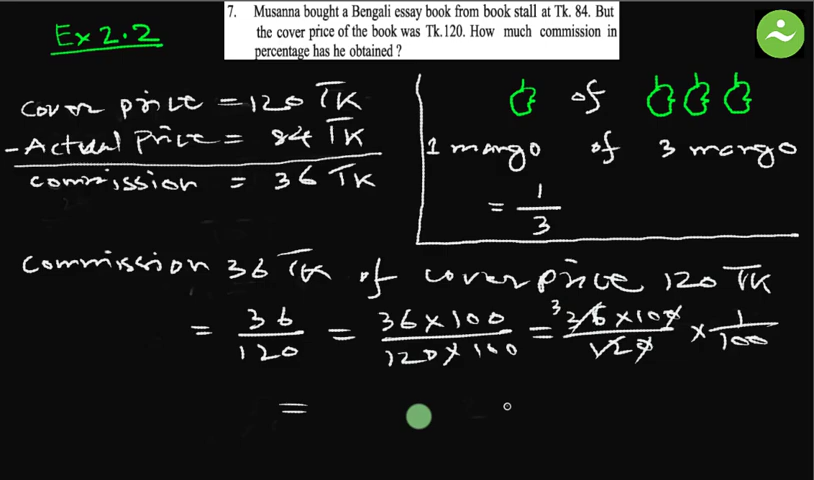 Ex 2.2
7. Musanna bought a Bengali essay book from book stall at Tk. 84. But
the cover price of the book was Tk.120. How much commission in
percentage has he obtained ?
cover price = 120 TK
- Actual price = 84 TK
commission = 36 TK
of
1 mango of 3 mango
= 1/3
commission 36 TK of cover price 120 TK
= 36/120 = 36 × 100/120 × 100 = 3 36 × 100/120 × 1/100
=